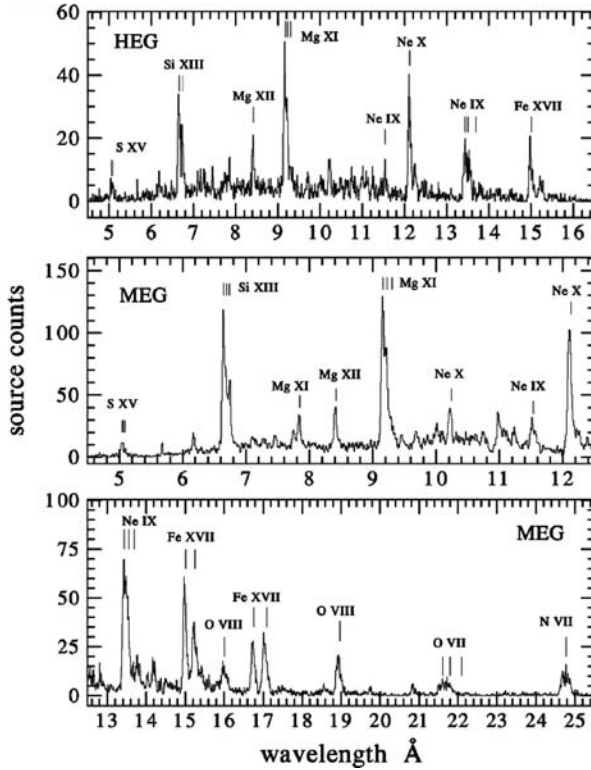 60
HEG
Mg XI
Ne X
Si XIII
40
Mg XII
Ne IX
Fe XVII
Ne IX
20
S XV
0
5 6 7 8 9 10 11 12 13 14 15 16
150
MEG
Si XIII
Mg XI
Ne X
100
source counts
Mg XI
Mg XII
Ne X
Ne IX
50
S XV
0
5 6 7 8 9 10 11 12
100
MEG
Ne IX
Fe XVII
75
50
Fe XVII
O VIII
O VIII
O VII
N VII
25
0
13 14 15 16 17 18 19 20 21 22 23 24 25
wavelength Å